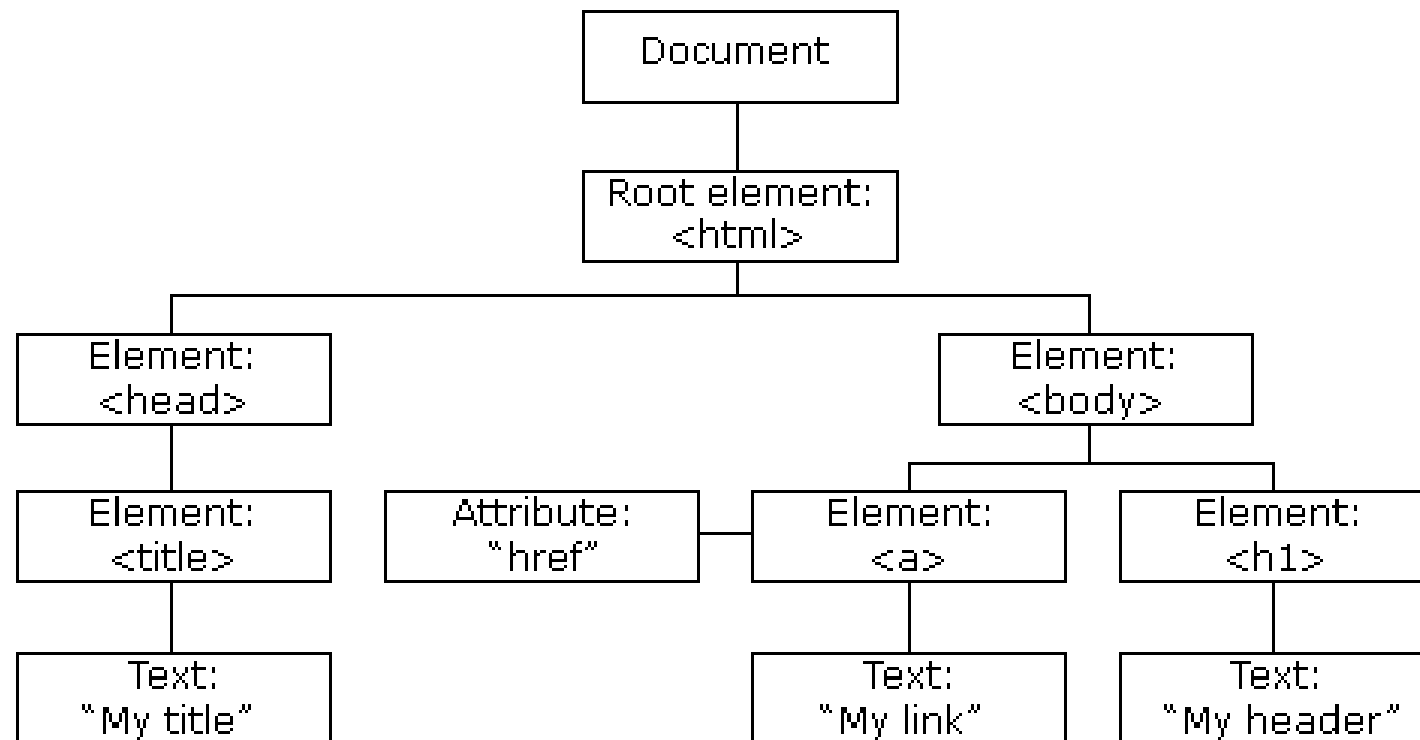 Document
Root element:
<html>
Element:
<head>
Element:
<body>
Element:
<title>
Attribute:
“href”
Element:
<a>
Element:
<h1>
Text:
“My title”
Text:
“My link”
Text:
“My header”